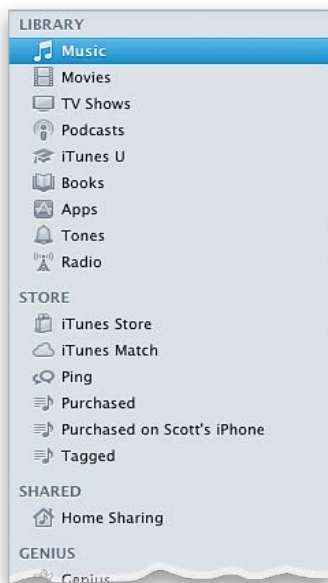 LIBRARY
Music
Movies
TV Shows
Podcasts
iTunes U
Books
Apps
Tones
Radio
STORE
iTunes Store
iTunes Match
Ping
Purchased
Purchased on Scott's iPhone
Tagged
SHARED
Home Sharing
GENIUS
Genius